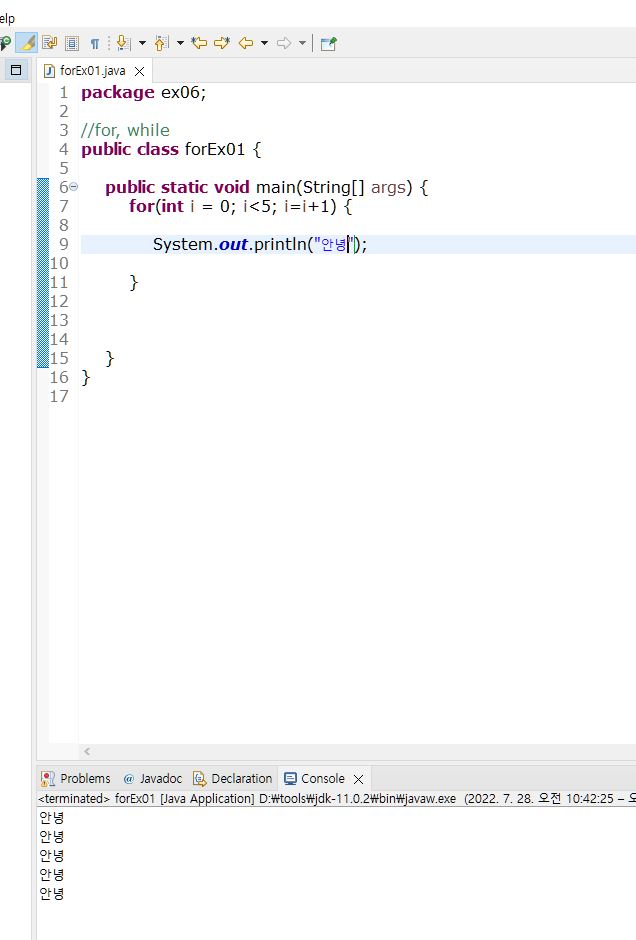 elp
forEx01.java
1 package ex06;
2
3 //for, while
4 public class forEx01 {
5
6 public static void main(String[] args) {
7 for(int i = 0; i<5; i=i+1) {
8
9 System.out.println("안녕");
10
11 }
12
13
14
15 }
16 }
17
Problems @ Javadoc Declaration Console
<terminated> forEx01 [Java Application] D:₩tools₩jdk-11.0.2₩bin₩javaw.exe (2022. 7. 28. 오전 10:42:25 – 오
안녕
안녕
안녕
안녕
안녕